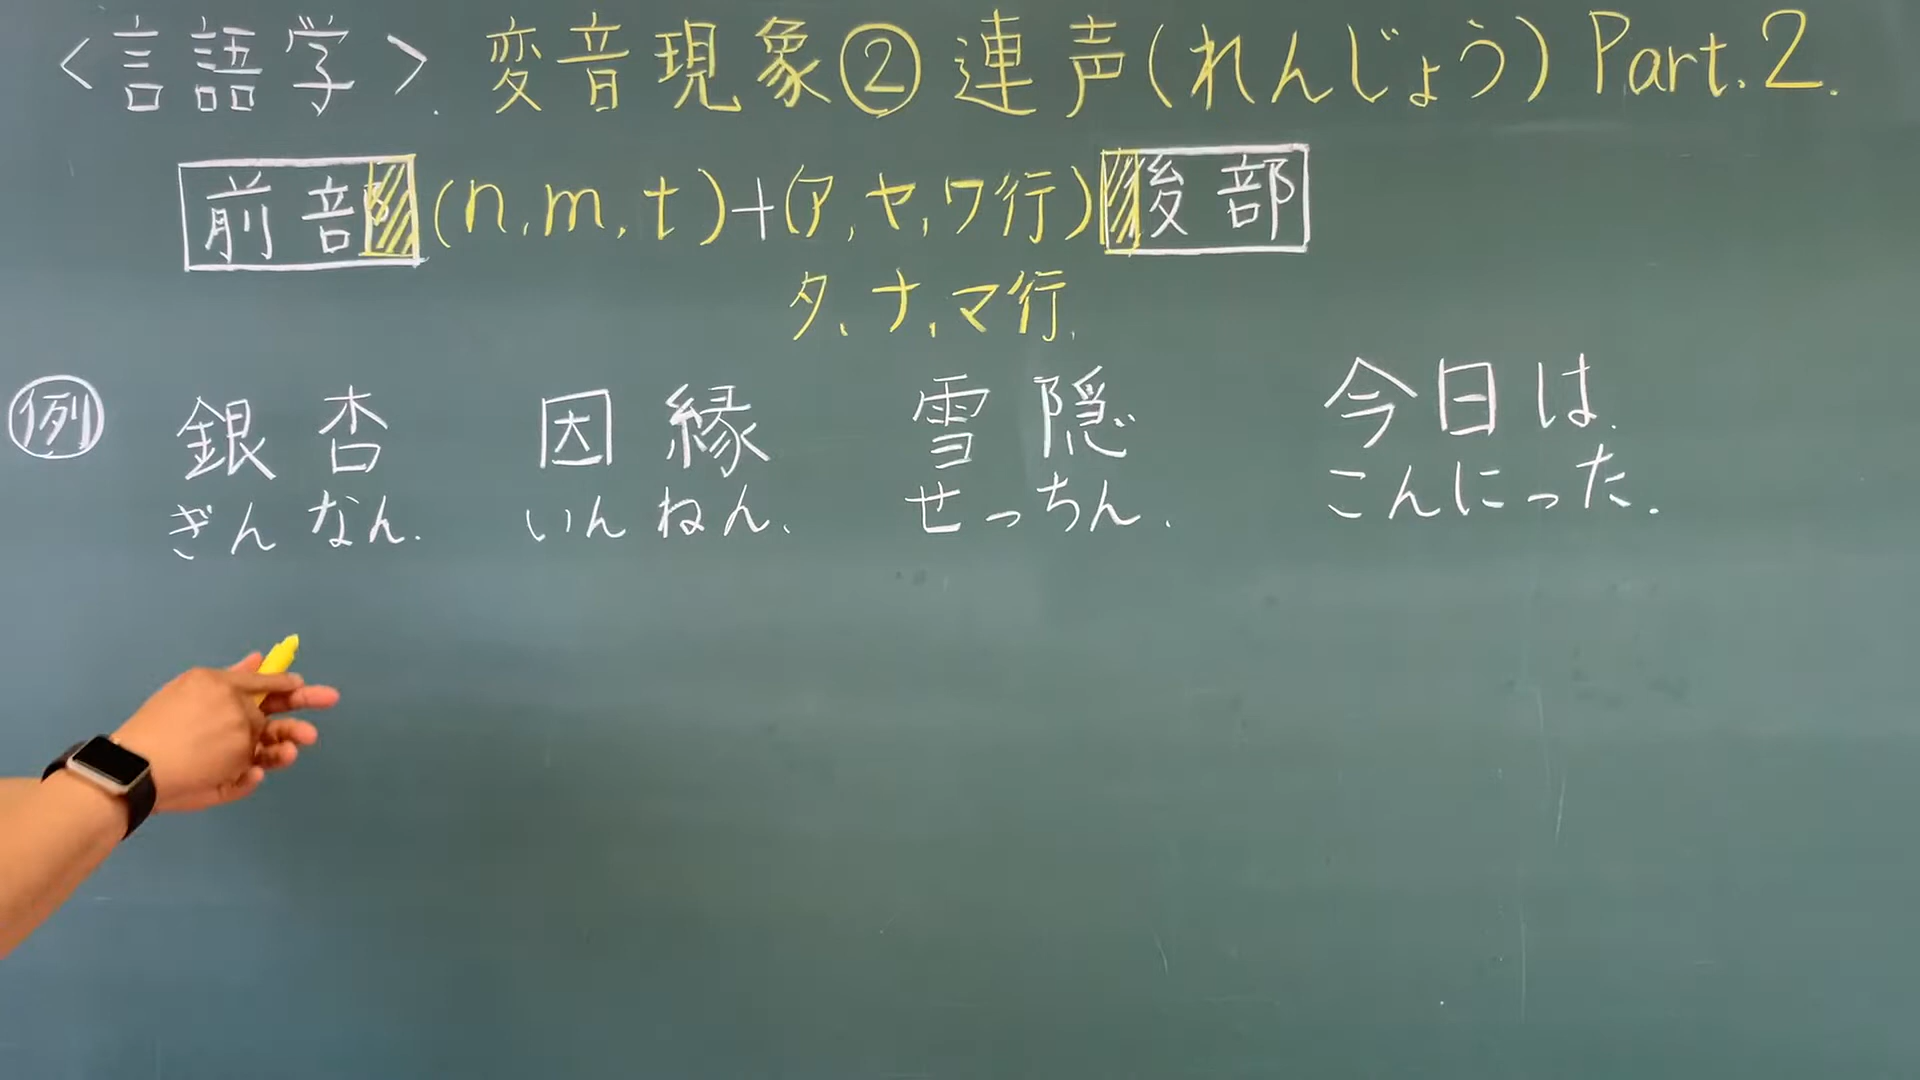 <言語学>. 変音現象② 連声(れんじょう) Part.2.
前部 (n,m,t)+(ア,ヤ,ワ行) 後部
タ、ナ、マ行.
例 銀杏 因縁 雪隠 今日は.
ぎんなん. いんねん、 せっちん. こんにった.